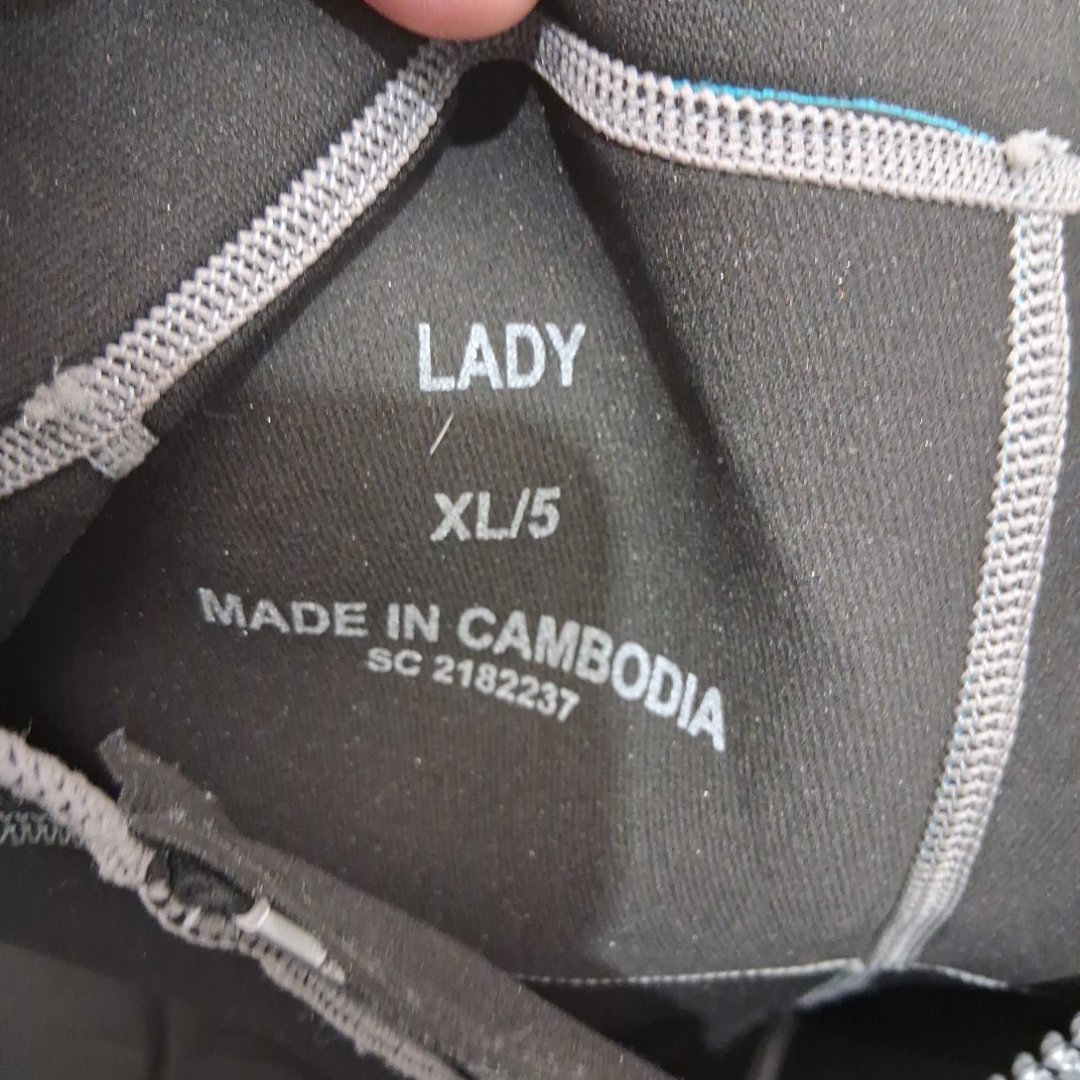 LADY
XL/5
MADE IN CAMBODIA
SC 2182237